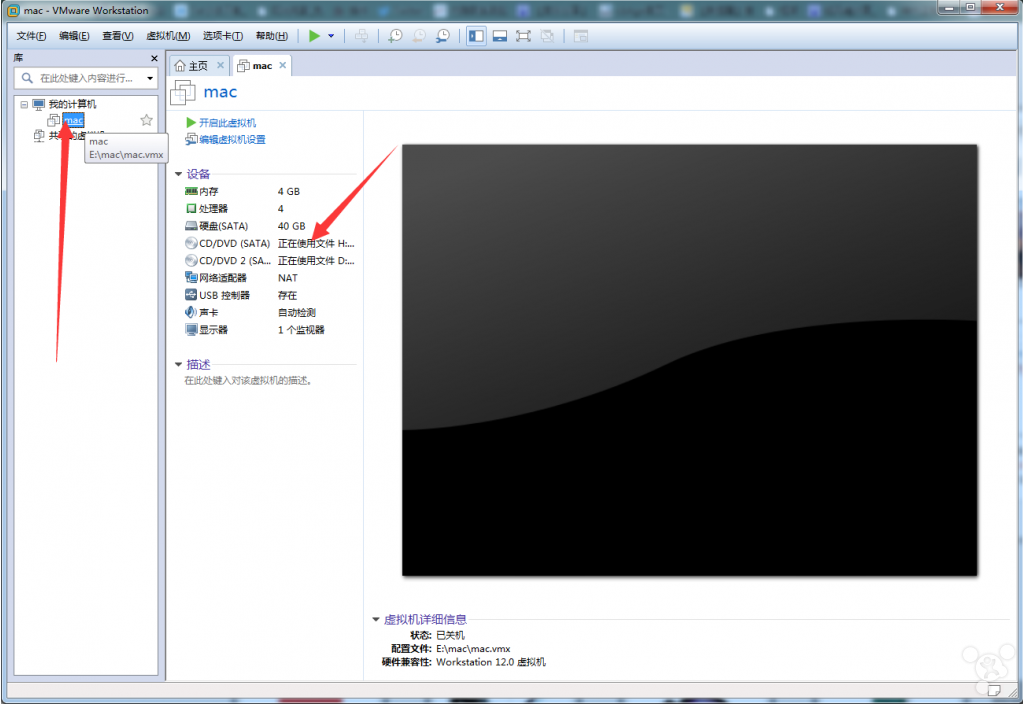 mac - VMware Workstation
文件(F) 编辑(E) 查看(V) 虚拟机(M) 选项卡(T) 帮助(H)
库
在此处键入内容进行...
我的计算机
mac
mac
E:\mac\mac.vmx
主页
mac
mac
开启此虚拟机
编辑虚拟机设置
设备
内存 4 GB
处理器 4
硬盘(SATA) 40 GB
CD/DVD (SATA) 正在使用文件 H:...
CD/DVD 2 (SA... 正在使用文件 D:...
网络适配器 NAT
USB 控制器 存在
声卡 自动检测
显示器 1 个监视器
描述
在此处键入对该虚拟机的描述。
虚拟机详细信息
状态: 已关机
配置文件: E:\mac\mac.vmx
硬件兼容性: Workstation 12.0 虚拟机